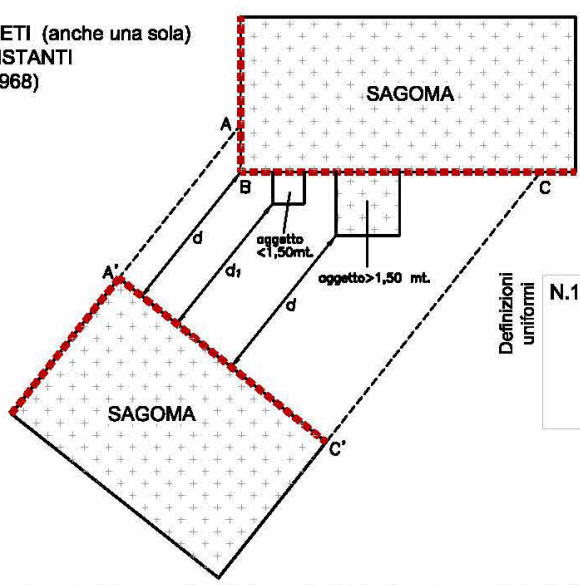 ETI (anche una sola)
ISTANTI
968)
SAGOMA
A
B
C
d
aggetto
<1,50mt.
d₁
aggetto>1,50 mt.
A'
d
Definizioni
uniformi
N.1
SAGOMA
C'